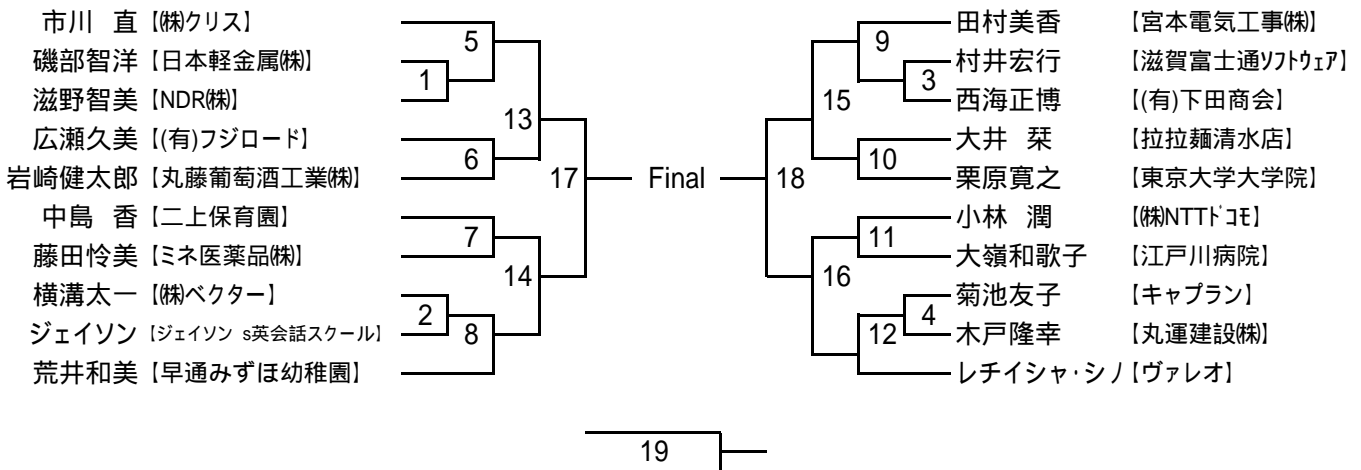 市川 直【㈱クリス】 田村美香 【宮本電気工事㈱】
5 9
磯部智洋【日本軽金属㈱】 村井宏行 【滋賀富士通ｿﾌﾄｳｪｱ】
1 3
滋野智美【NDR㈱】 15 西海正博 【(有)下田商会】
13
広瀬久美【(有)フジロード】 大井 栞 【拉拉麺清水店】
6 10
岩崎健太郎【丸藤葡萄酒工業㈱】 17 Final 18 栗原寛之 【東京大学大学院】
中島 香【二上保育園】 小林 潤 【㈱NTTﾄﾞｺﾓ】
7 11
藤田怜美【ミネ医薬品㈱】 大嶺和歌子 【江戸川病院】
14 16
横溝太一【㈱ベクター】 菊池友子 【キャプラン】
2 4
ジェイソン【ジェイソン s英会話スクール】 8 12 木戸隆幸 【丸運建設㈱】
荒井和美【早通みずほ幼稚園】 レチイシャ・シノ【ヴァレオ】
19